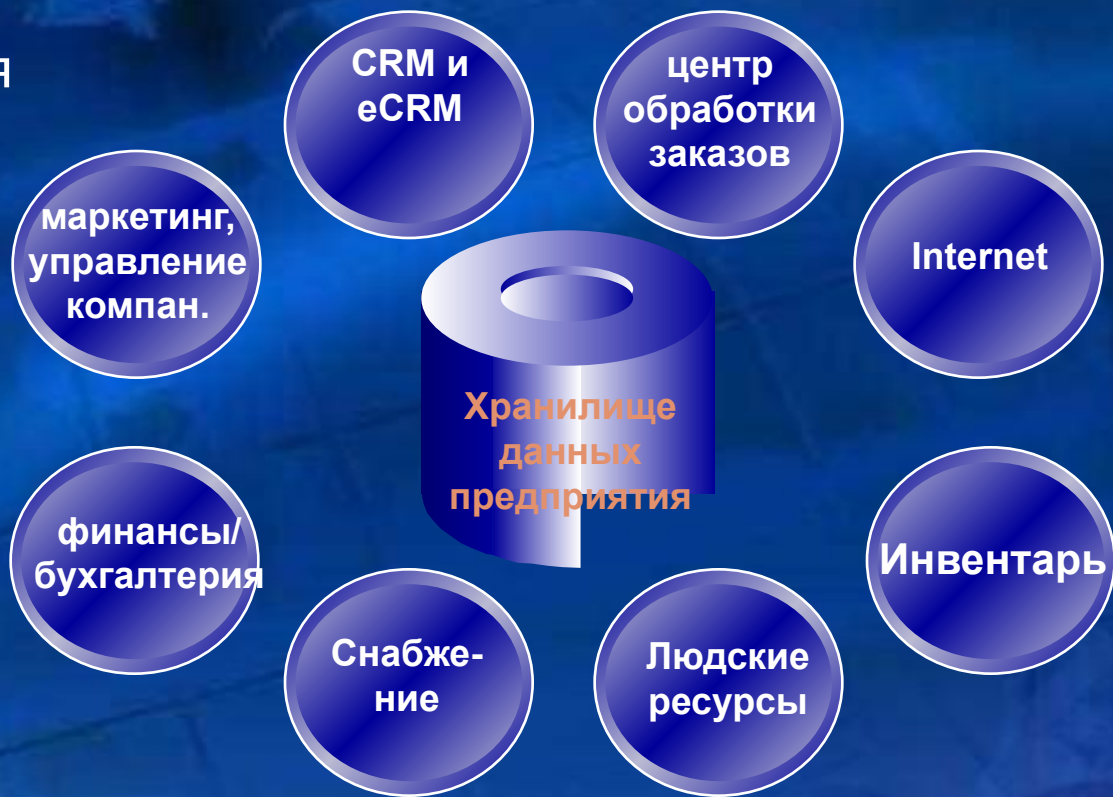 я
CRM и
eCRM
центр
обработки
заказов
маркетинг,
управление
компан.
Internet
Хранилище
данных
предприятия
финансы/
бухгалтерия
Инвентарь
Снабже-
ние
Людские
ресурсы